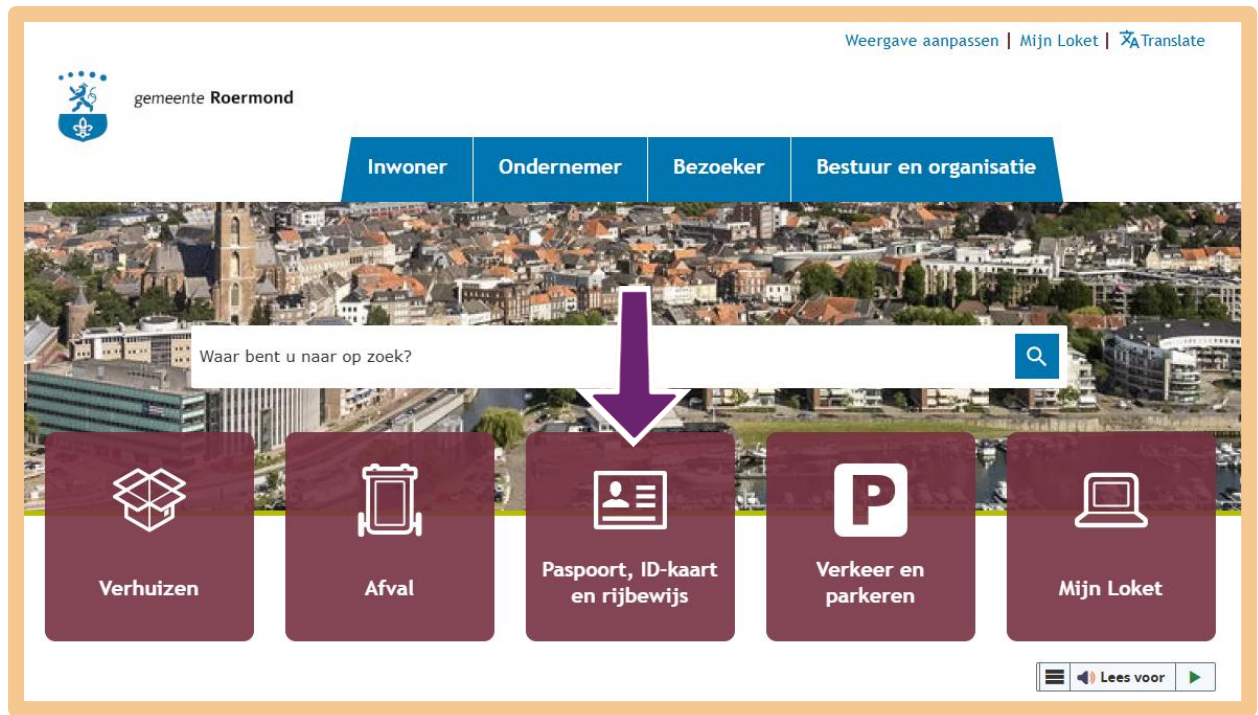 Weergave aanpassen | Mijn Loket | Translate
gemeente Roermond
Inwoner Ondernemer Bezoeker Bestuur en organisatie
Waar bent u naar op zoek?
Verhuizen
Afval
Paspoort, ID-kaart
en rijbewijs
P
Verkeer en
parkeren
Mijn Loket
Lees voor